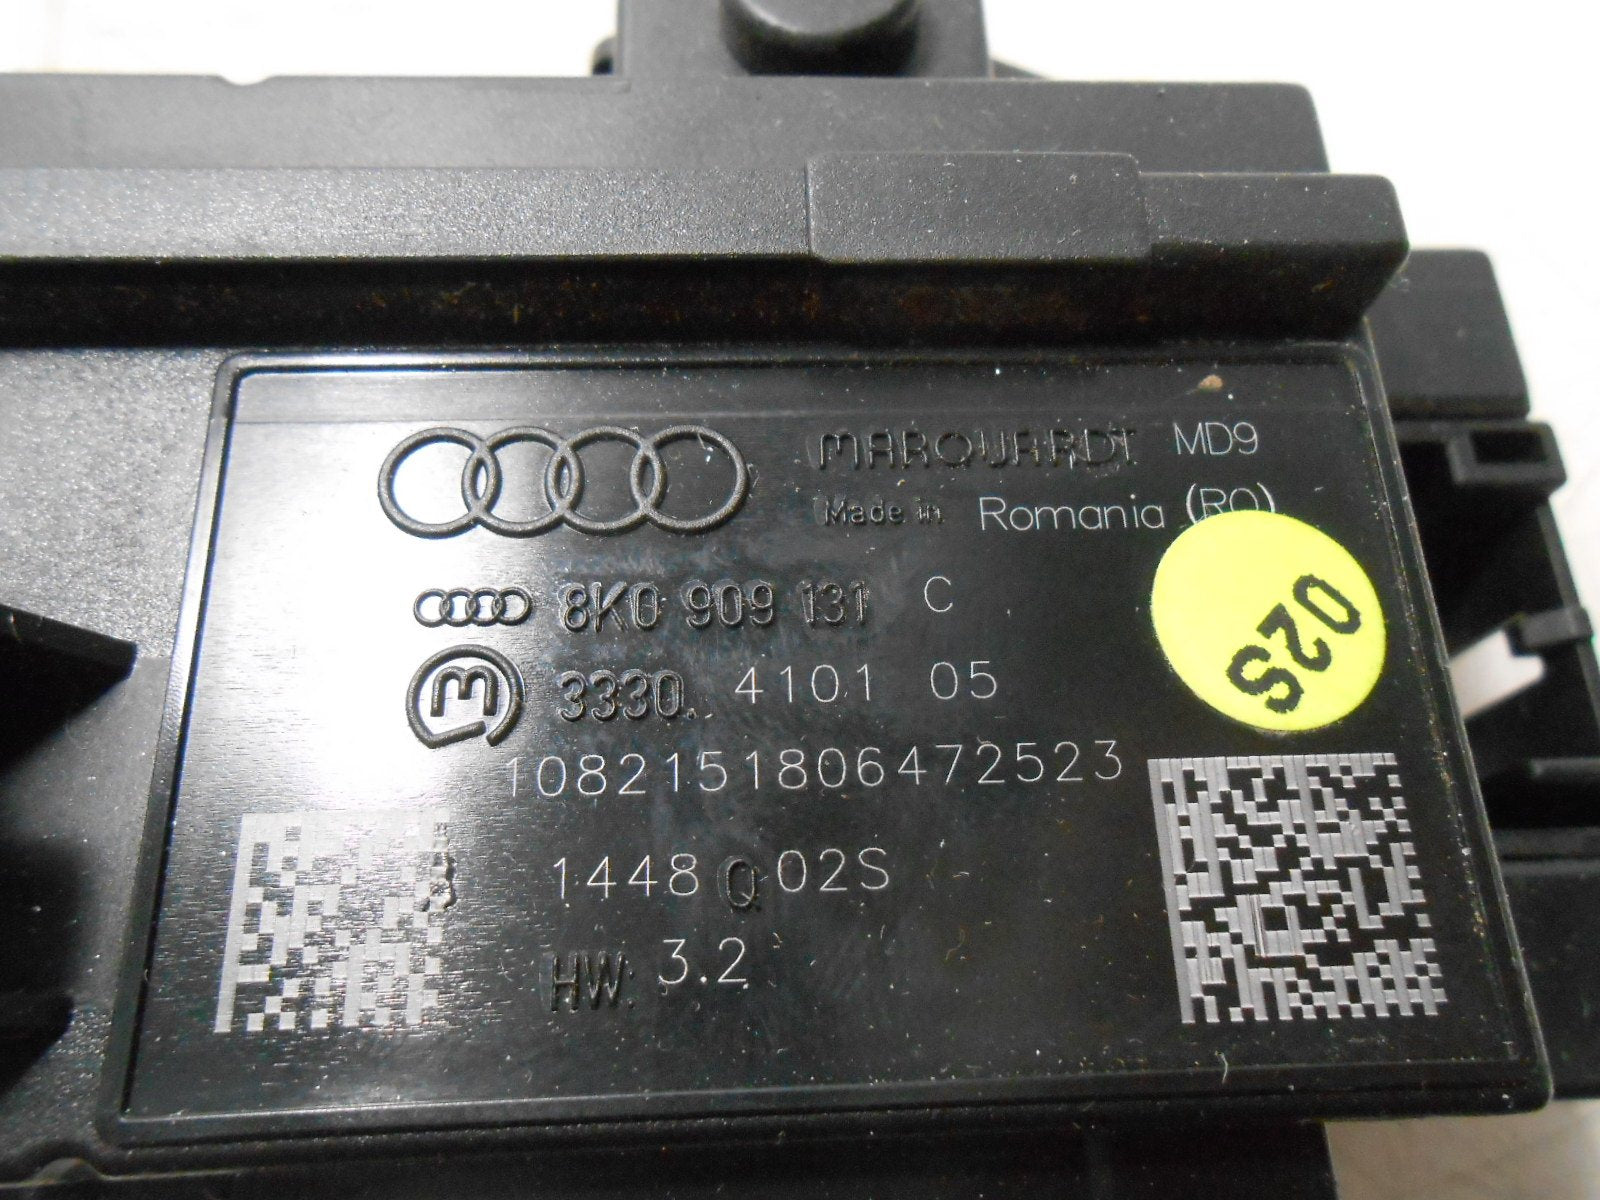 MARQUARDT MD9
Made in Romania (RO)
8K0 909 131 C
M 3330. 4101 05
1082151806472523
1448 Q 02S
HW: 3.2
02S